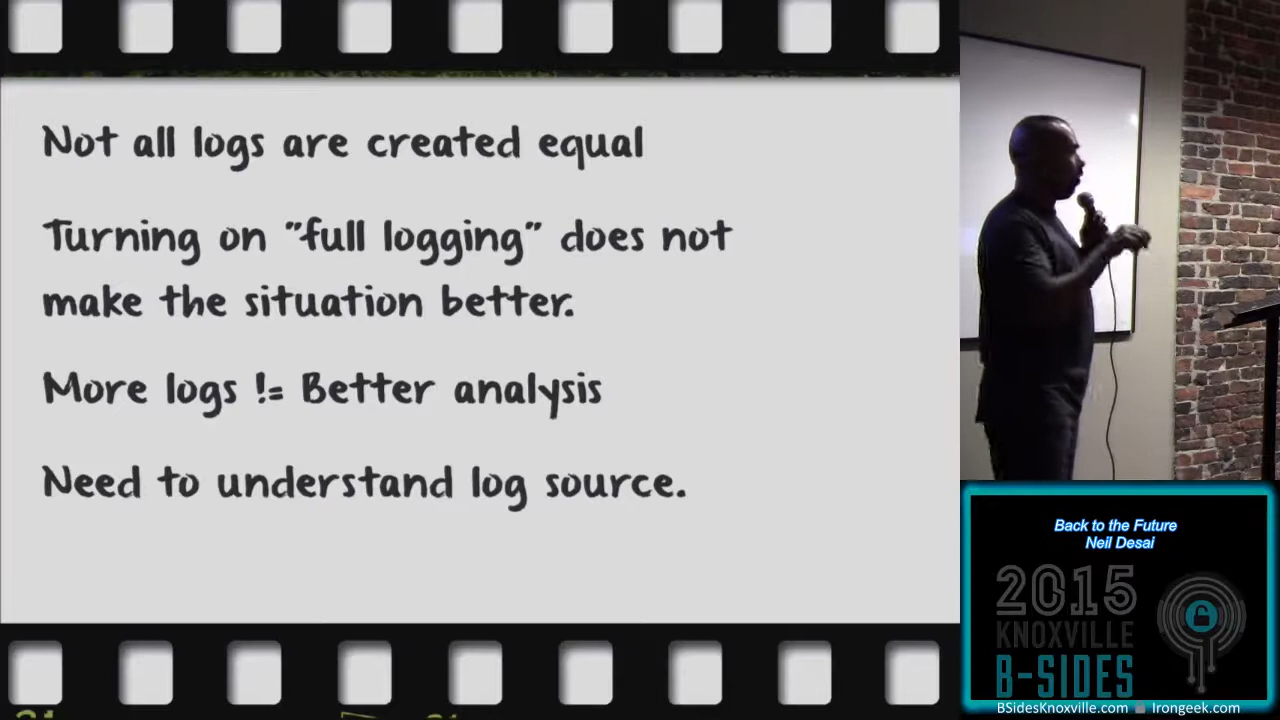 Not all logs are created equal
Turning on "full logging" does not
make the situation better.
More logs != Better analysis
Need to understand log source.
Back to the Future
Neil Desai
2015
KNOXVILLE
B-SIDES
BSidesKnoxville.com
Irongeek.com